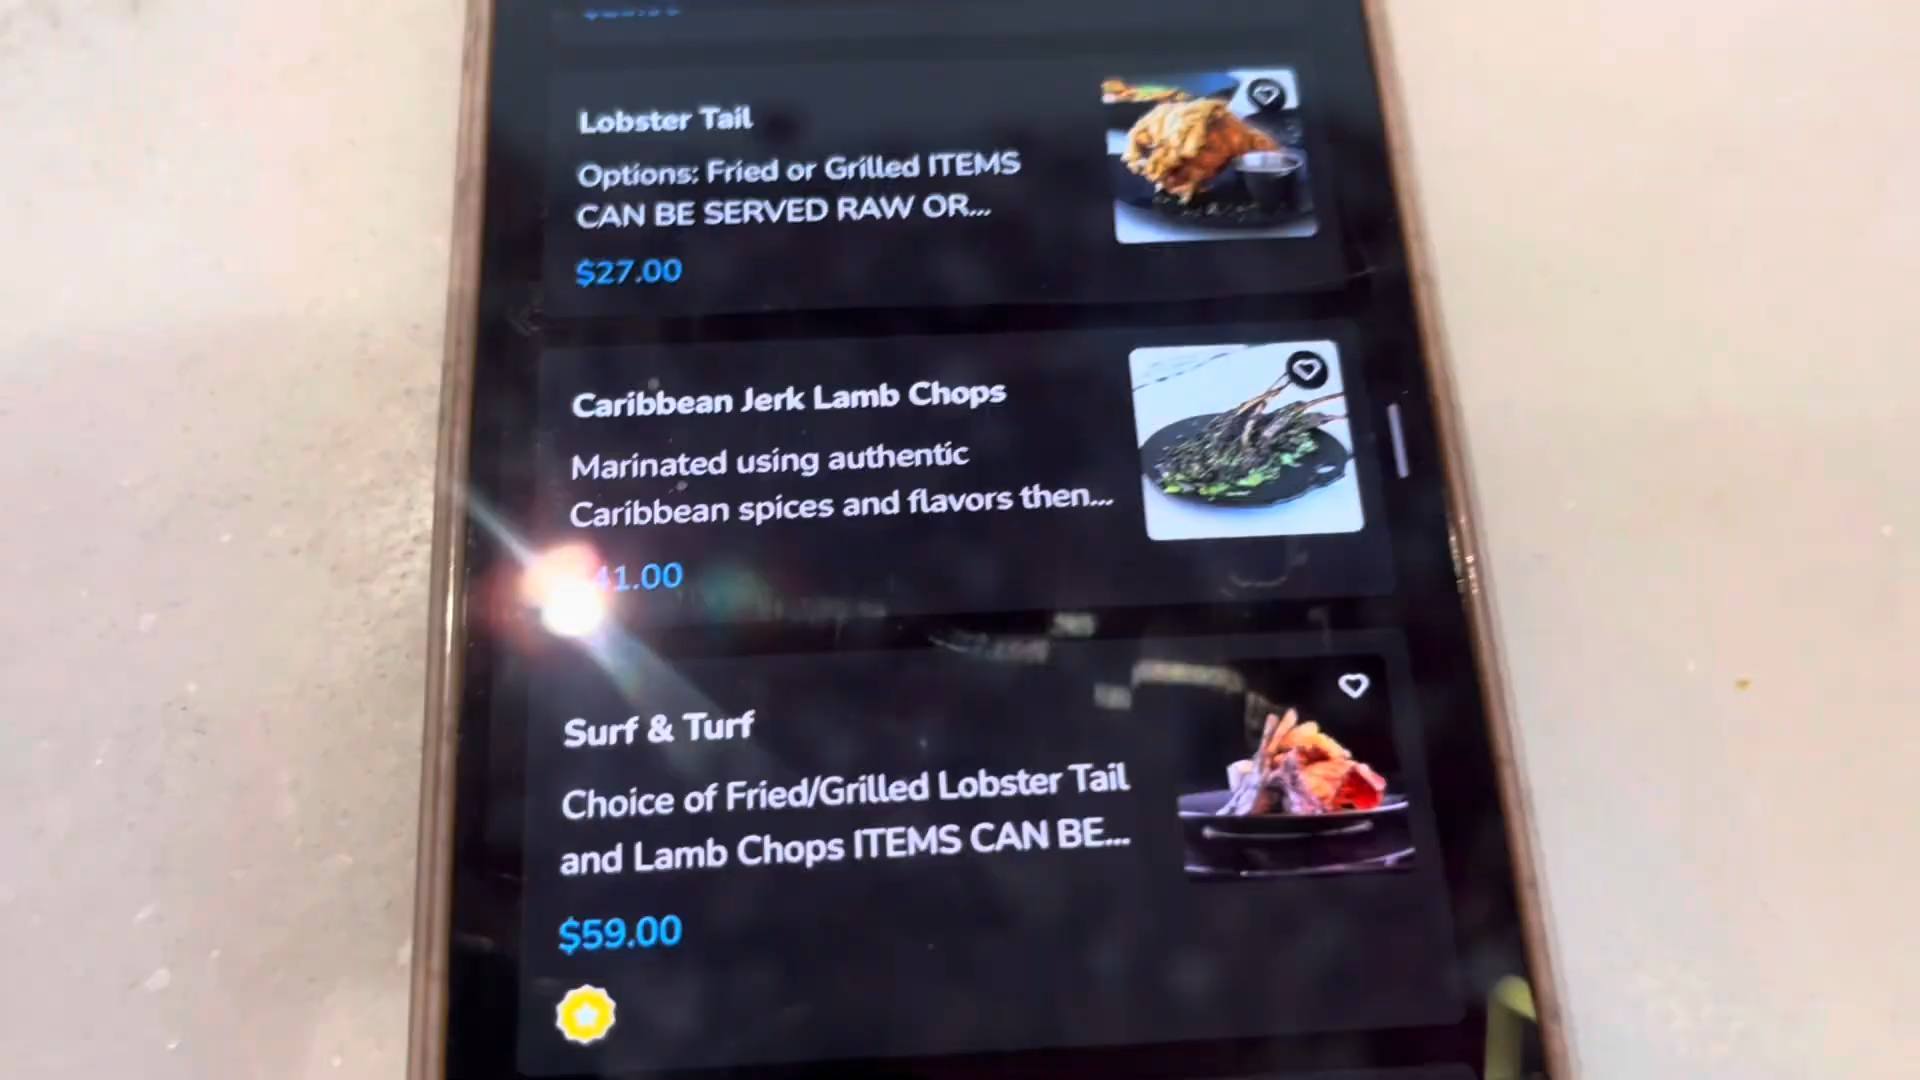 Lobster Tail
Options: Fried or Grilled ITEMS
CAN BE SERVED RAW OR...
$27.00
Caribbean Jerk Lamb Chops
Marinated using authentic
Caribbean spices and flavors then...
41.00
Surf & Turf
Choice of Fried/Grilled Lobster Tail
and Lamb Chops ITEMS CAN BE...
$59.00